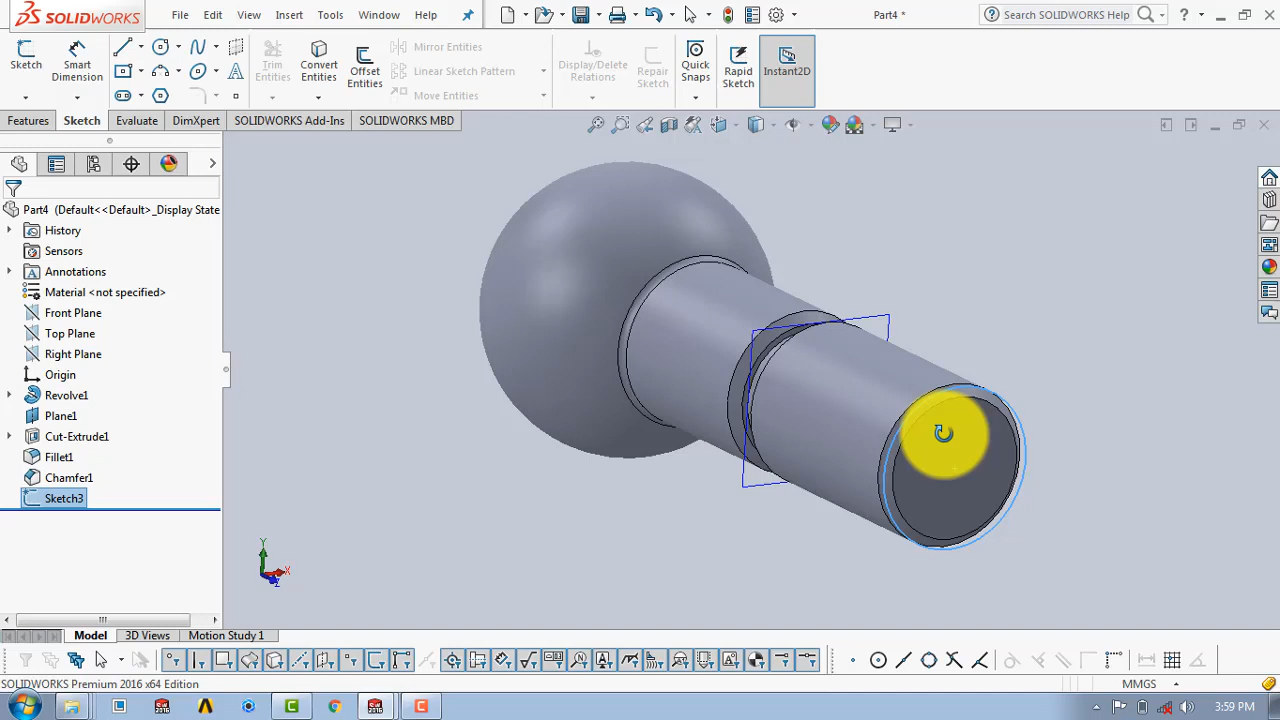 SOLIDWORKS File Edit View Insert Tools Window Help Part4 * Search SOLIDWORKS Help ?
Sketch Smart Dimension Trim Entities Convert Entities Offset Entities Mirror Entities Linear Sketch Pattern Move Entities Display/Delete Relations Repair Sketch Quick Snaps Rapid Sketch Instant2D
Features Sketch Evaluate DimXpert SOLIDWORKS Add-Ins SOLIDWORKS MBD
Part4 (Default<<Default>_Display State
History
Sensors
Annotations
Material <not specified>
Front Plane
Top Plane
Right Plane
Origin
Revolve1
Plane1
Cut-Extrude1
Fillet1
Chamfer1
Sketch3
Y
X
Z
Model 3D Views Motion Study 1
SOLIDWORKS Premium 2016 x64 Edition MMGS
3:59 PM